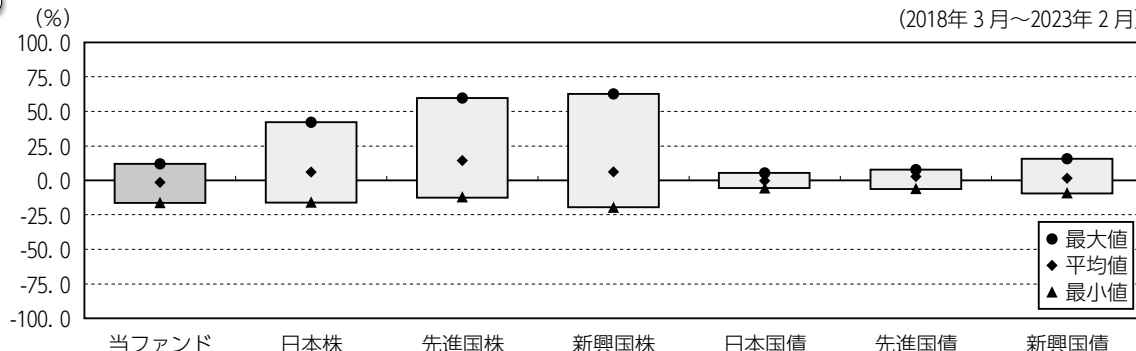 (%)
(2018年3月～2023年2月)
100.0
75.0
50.0
25.0
0.0
-25.0
-50.0
-75.0
-100.0
● 最大値
◆ 平均値
▲ 最小値
当ファンド 日本株 先進国株 新興国株 日本国債 先進国債 新興国債